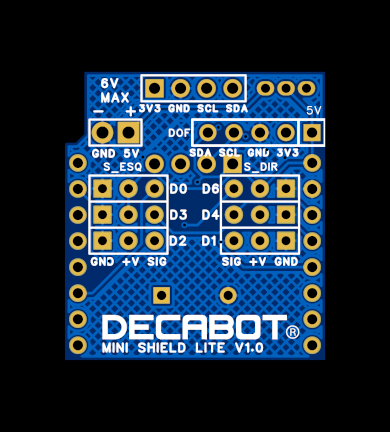 6V
MAX
- +
3V3 GND SCL SDA
5V
DOF
GND 5V
SDA SCL GND 3V3
S_ESQ S_DIR
D0 D6
D3 D4
D2 D1
GND +V SIG SIG +V GND
DECABOT®
MINI SHIELD LITE V1.0